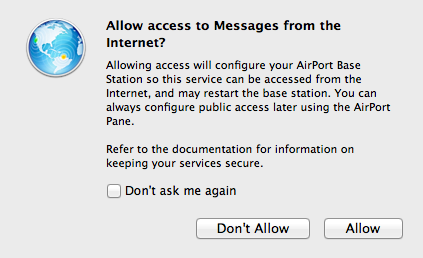 Allow access to Messages from the
Internet?
Allowing access will configure your AirPort Base
Station so this service can be accessed from the
Internet, and may restart the base station. You can
always configure public access later using the AirPort
Pane.
Refer to the documentation for information on
keeping your services secure.
Don't ask me again
Don't Allow
Allow